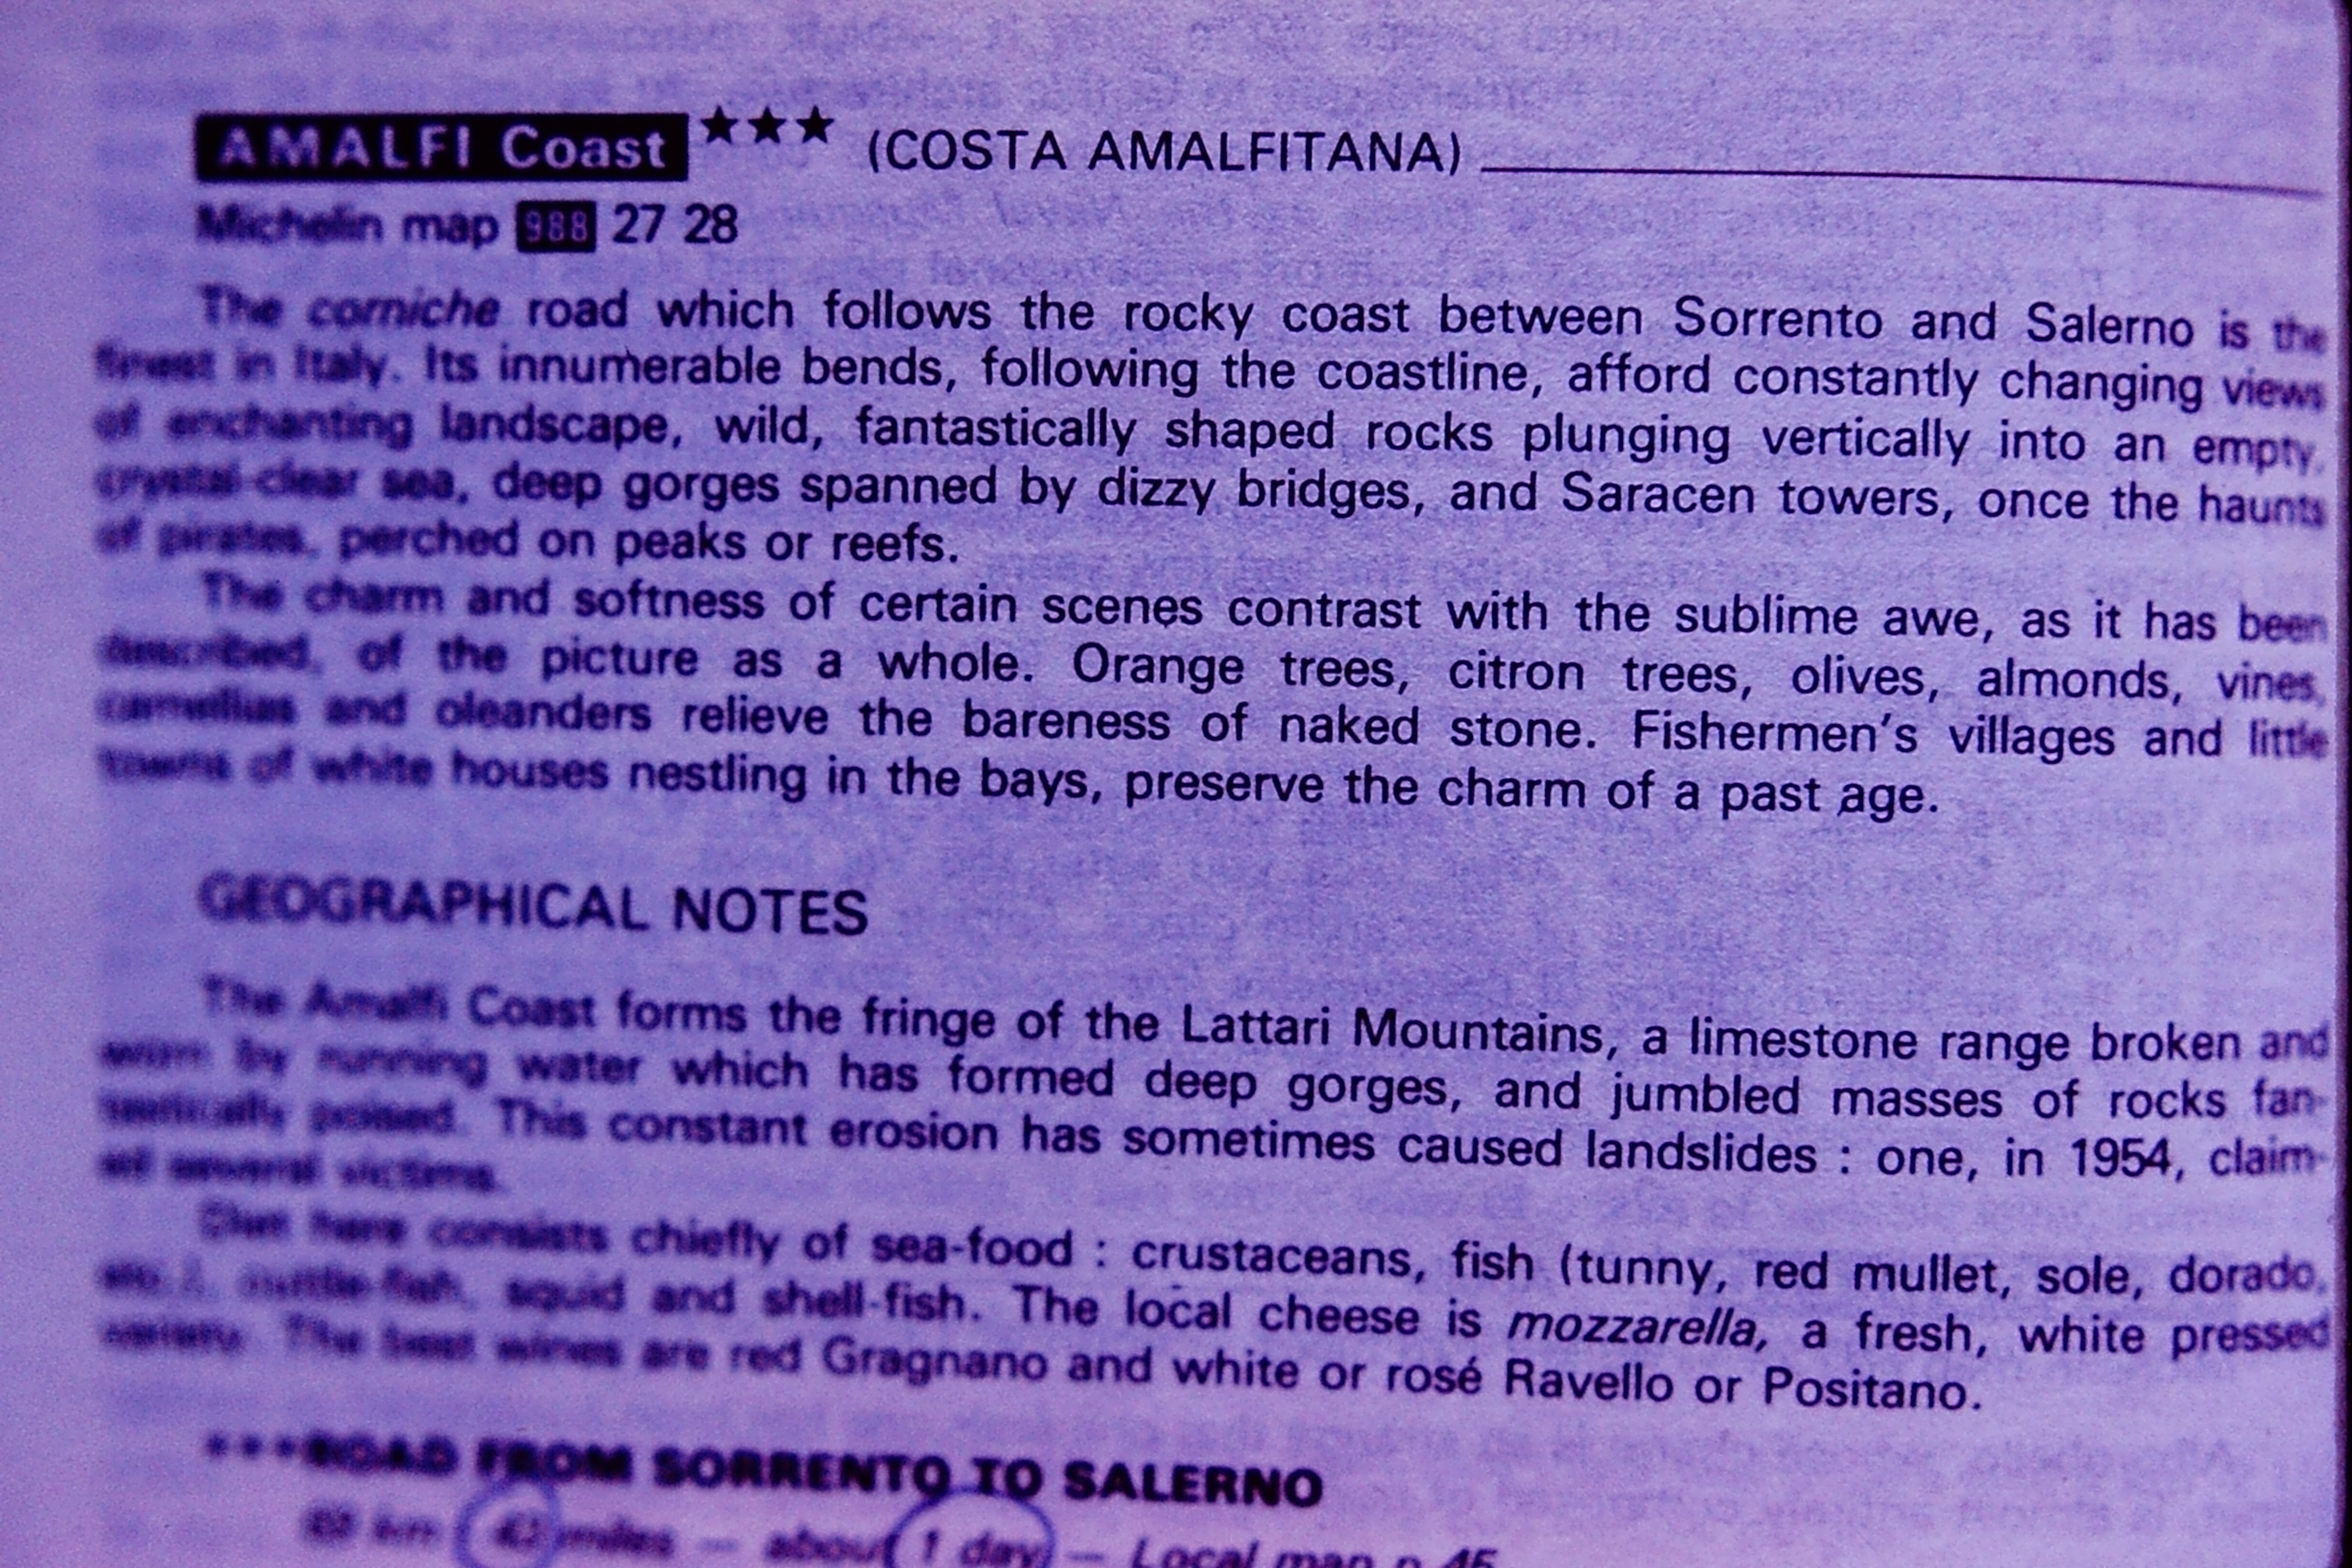 AMALFI Coast ★★★ (COSTA AMALFITANA)
Michelin map 988 27 28
The corniche road which follows the rocky coast between Sorrento and Salerno is the
finest in Italy. Its innumerable bends, following the coastline, afford constantly changing views
of enchanting landscape, wild, fantastically shaped rocks plunging vertically into an empty,
crystal-clear sea, deep gorges spanned by dizzy bridges, and Saracen towers, once the haunts
of pirates, perched on peaks or reefs.
The charm and softness of certain scenes contrast with the sublime awe, as it has been
described, of the picture as a whole. Orange trees, citron trees, olives, almonds, vines,
camellias and oleanders relieve the bareness of naked stone. Fishermen's villages and little
towns of white houses nestling in the bays, preserve the charm of a past age.
GEOGRAPHICAL NOTES
The Amalfi Coast forms the fringe of the Lattari Mountains, a limestone range broken and
worn by running water which has formed deep gorges, and jumbled masses of rocks fan-
tastically poised. This constant erosion has sometimes caused landslides : one, in 1954, claim-
ed several victims.
Diet here consists chiefly of sea-food : crustaceans, fish (tunny, red mullet, sole, dorado,
etc.), cuttle-fish, squid and shell-fish. The local cheese is mozzarella, a fresh, white pressed
The best wines are red Gragnano and white or rosé Ravello or Positano.
★★★ROAD FROM SORRENTO TO SALERNO
km miles — about 1 day — Local map p 45